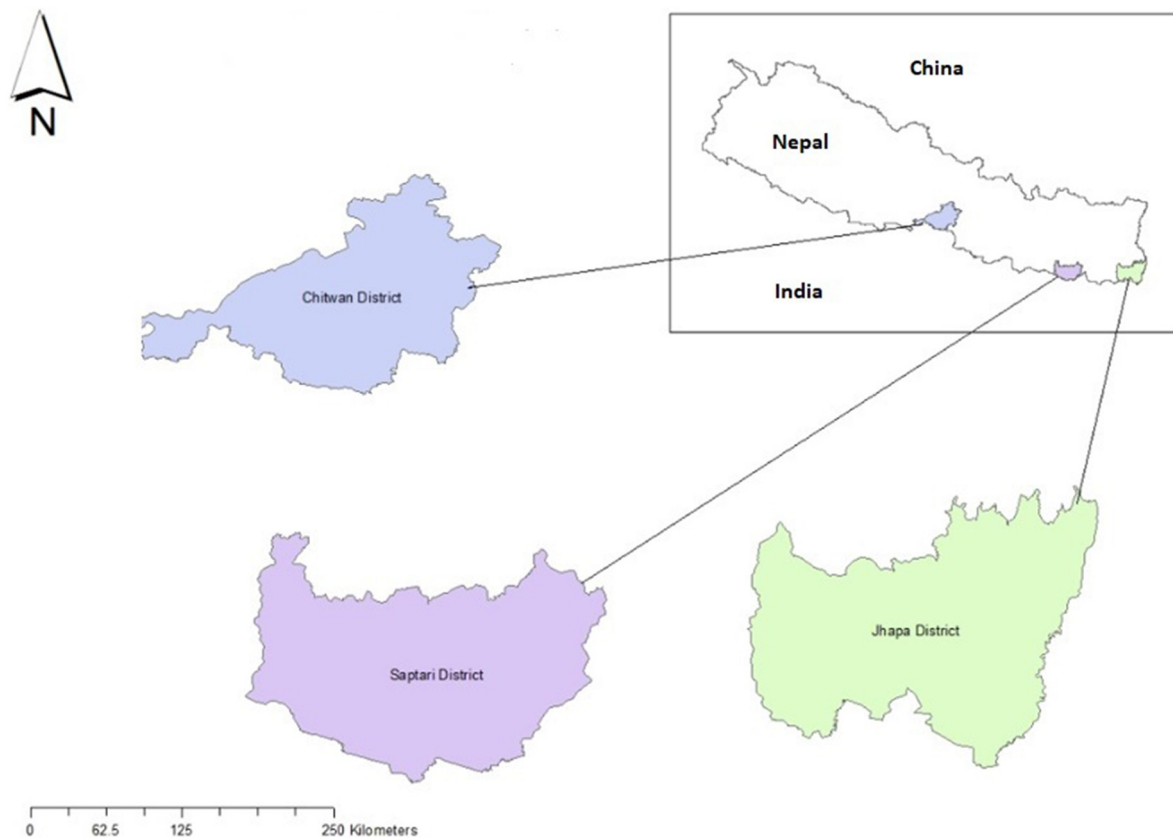 N
China
Nepal
India
Chitwan District
Saptari District
Jhapa District
0 62.5 125 250 Kilometers